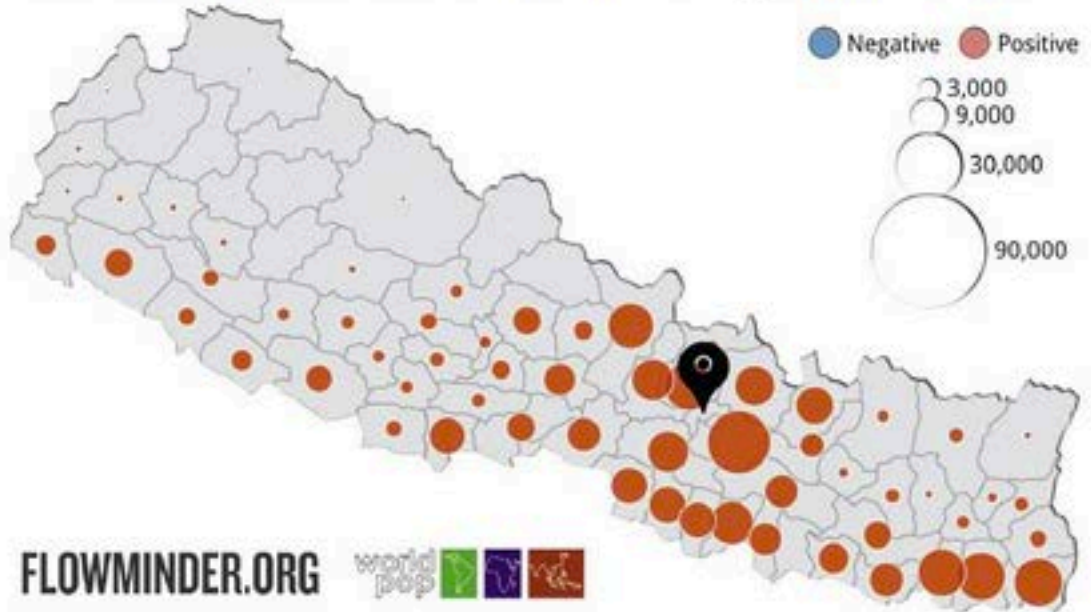 Negative Positive
3,000
9,000
30,000
90,000
FLOWMINDER.ORG
world
pop